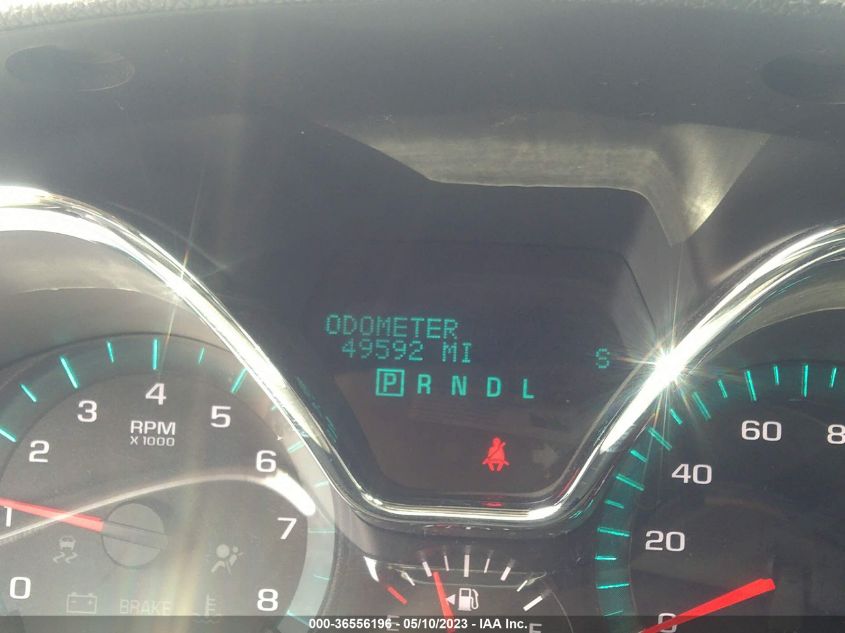 ODOMETER
49592 MI
S
P R N D L
0 1 2 3 4 5 6 7 8
RPM
X 1000
BRAKE
0 20 40 60
E F
000-36556196 - 05/10/2023 - IAA Inc.